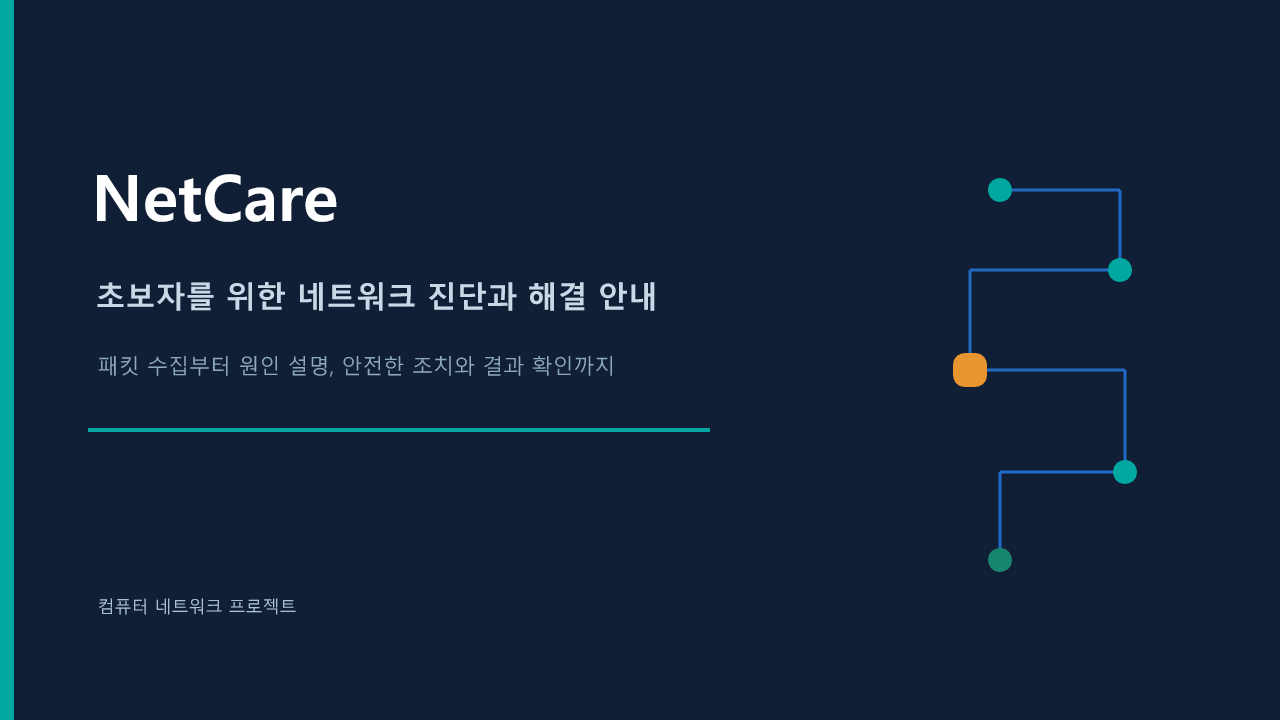 NetCare
초보자를 위한 네트워크 진단과 해결 안내
패킷 수집부터 원인 설명, 안전한 조치와 결과 확인까지
컴퓨터 네트워크 프로젝트